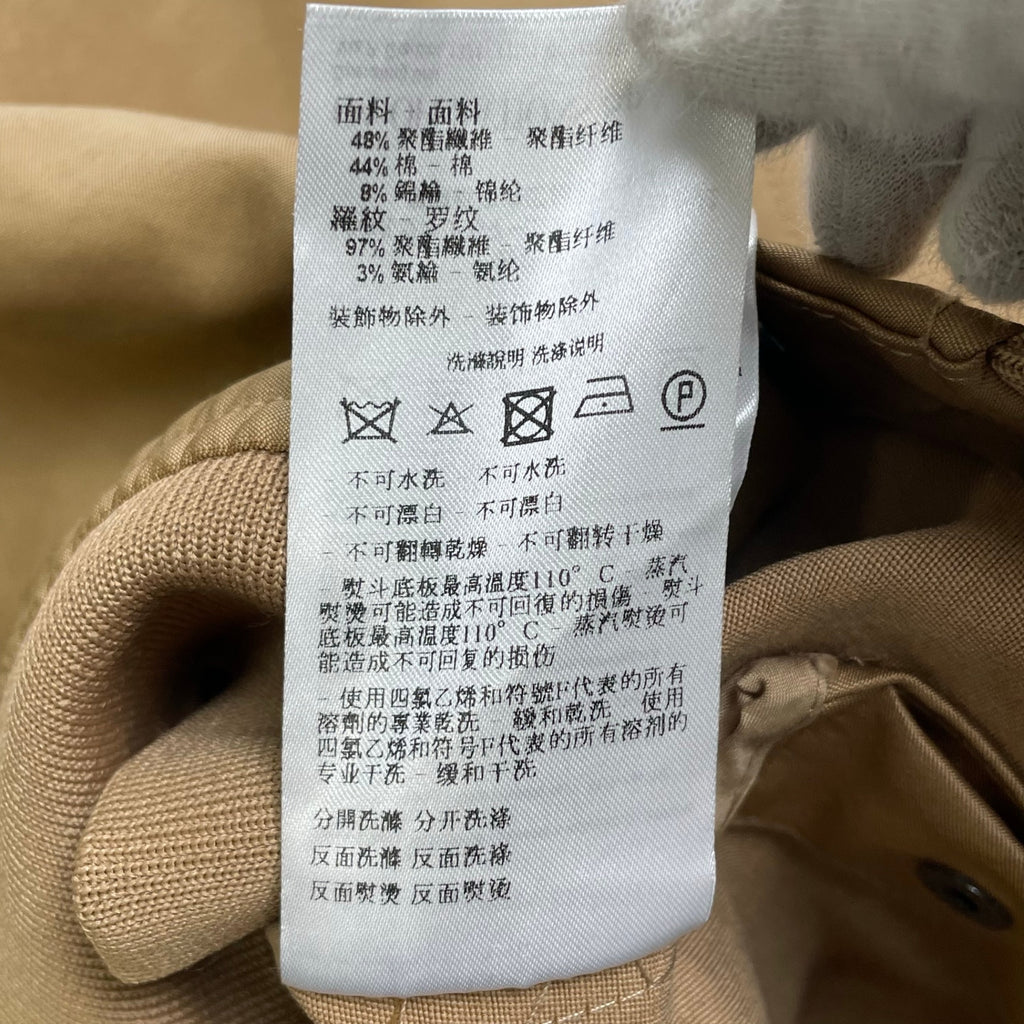 面料 - 面料
48% 聚酯纖維 - 聚酯纤维
44% 棉 - 棉
8% 錦綸 - 锦纶
羅紋 - 罗纹
97% 聚酯纖維 - 聚酯纤维
3% 氨綸 - 氨纶
装飾物除外 - 装饰物除外
洗滌說明 洗涤说明
P
- 不可水洗 不可水洗
- 不可漂白 - 不可漂白
- 不可翻轉乾燥 - 不可翻转干燥
- 熨斗底板最高溫度110° C - 蒸汽
熨燙可能造成不可回復的損傷 - 熨斗
底板最高温度110° C - 蒸汽熨烫可
能造成不可回复的损伤
- 使用四氯乙烯和符號F代表的所有
溶劑的專業乾洗 - 緩和乾洗 使用
四氯乙烯和符号F代表的所有溶剂的
专业干洗 - 缓和干洗
分開洗滌 分开洗涤
反面洗滌 反面洗涤
反面熨燙 反面熨烫